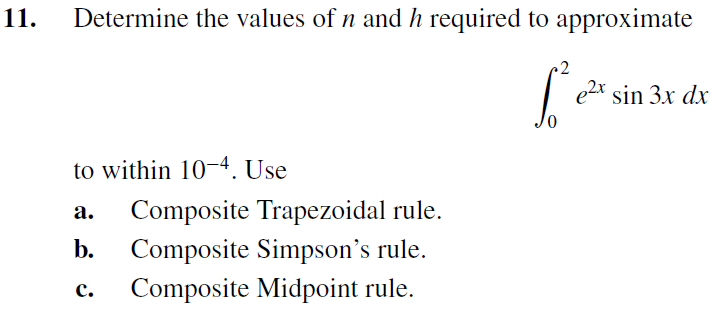 11. Determine the values of n and h required to approximate
∫₀² e²ˣ sin 3x dx
to within 10⁻⁴. Use
a. Composite Trapezoidal rule.
b. Composite Simpson’s rule.
c. Composite Midpoint rule.